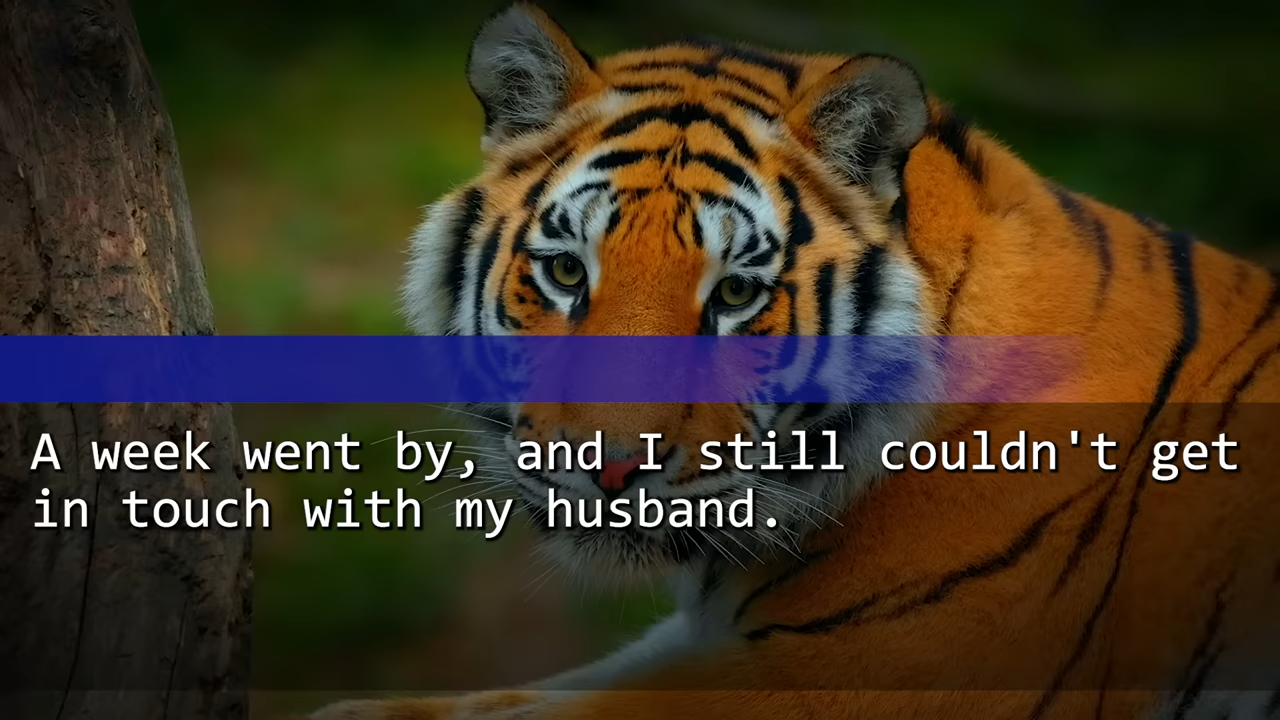 A week went by, and I still couldn't get
in touch with my husband.